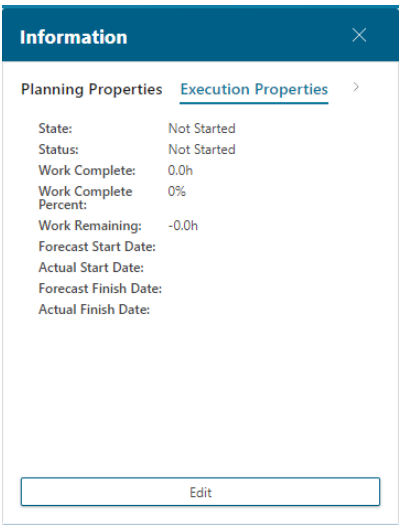 Information
Planning Properties Execution Properties
State: Not Started
Status: Not Started
Work Complete: 0.0h
Work Complete 0%
Percent:
Work Remaining: -0.0h
Forecast Start Date:
Actual Start Date:
Forecast Finish Date:
Actual Finish Date:
Edit